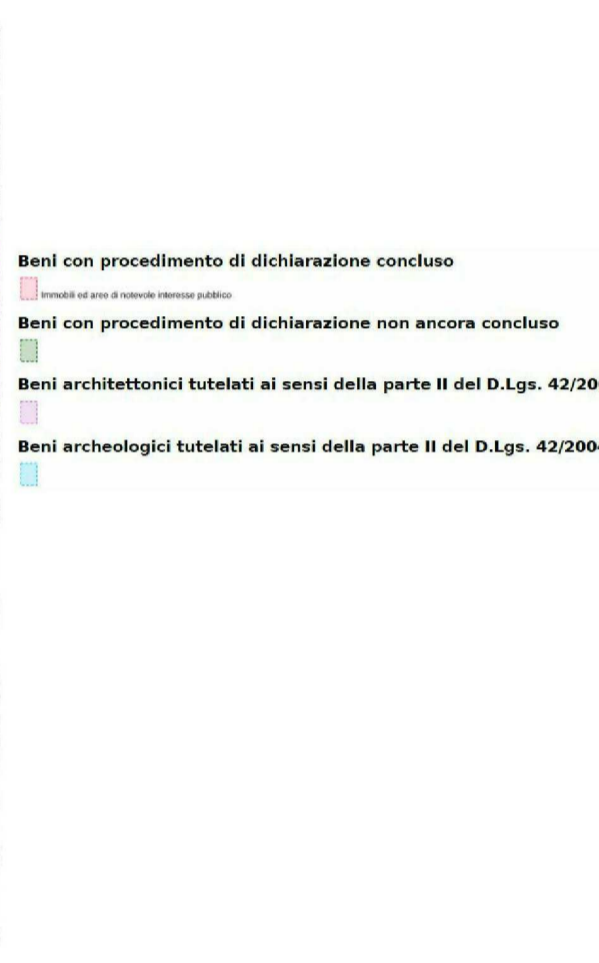 Beni con procedimento di dichiarazione concluso
Immobili ed aree di notevole interesse pubblico
Beni con procedimento di dichiarazione non ancora concluso
Beni architettonici tutelati ai sensi della parte II del D.Lgs. 42/20
Beni archeologici tutelati ai sensi della parte II del D.Lgs. 42/2004